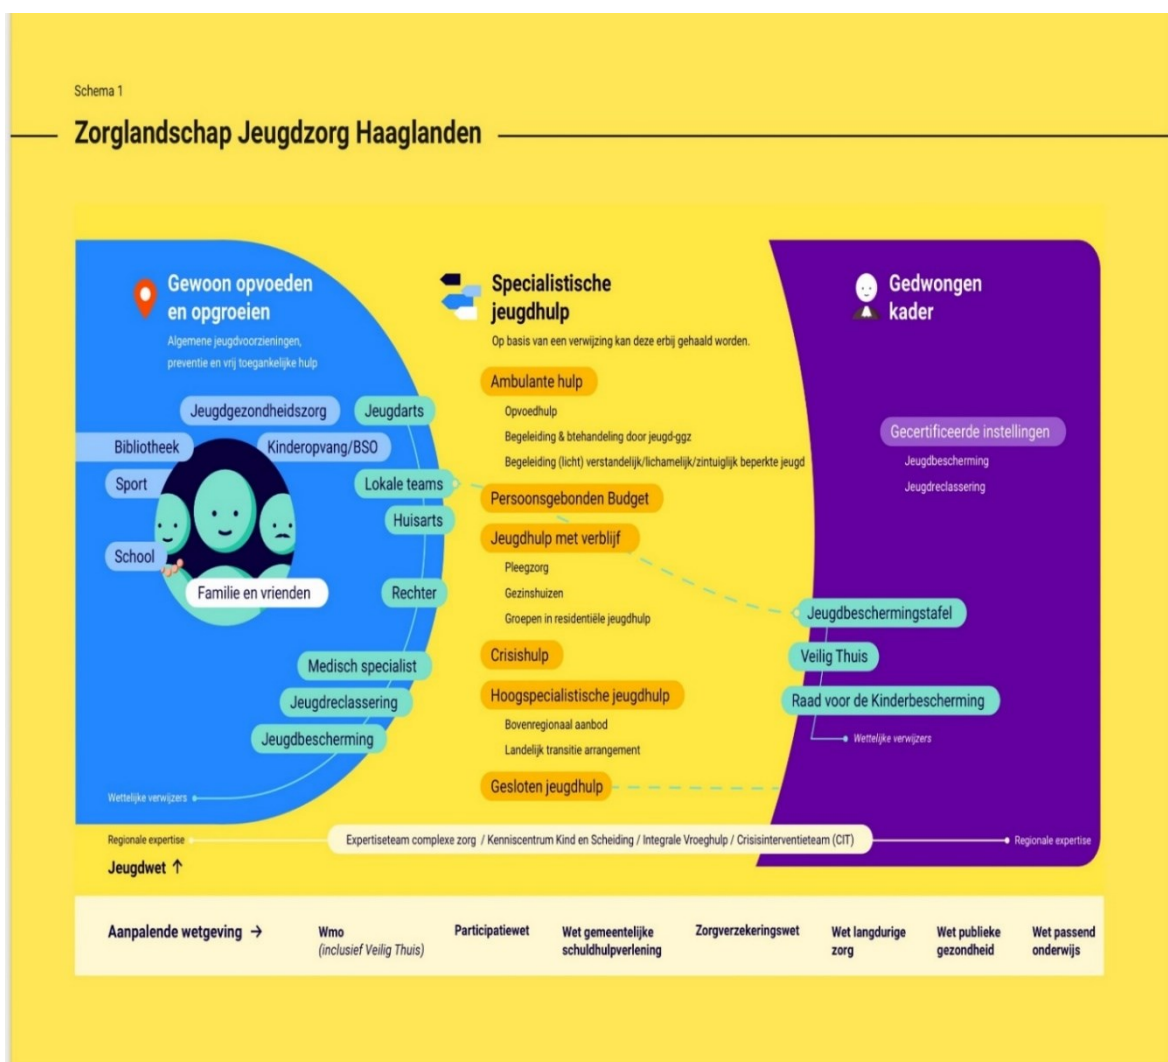 Schema 1
Zorglandschap Jeugdzorg Haaglanden
Gewoon opvoeden
en opgroeien
Algemene jeugdvoorzieningen,
preventie en vrij toegankelijke hulp
Jeugdgezondheidszorg
Jeugdarts
Bibliotheek
Kinderopvang/BSO
Sport
Lokale teams
Huisarts
School
Familie en vrienden
Rechter
Medisch specialist
Jeugdreclassering
Jeugdbescherming
Wettelijke verwijzers
Specialistische
jeugdhulp
Op basis van een verwijzing kan deze erbij gehaald worden.
Ambulante hulp
Opvoedhulp
Begeleiding & btehandeling door jeugd-ggz
Begeleiding (licht) verstandelijk/lichamelijk/zintuiglijk beperkte jeugd
Persoonsgebonden Budget
Jeugdhulp met verblijf
Pleegzorg
Gezinshuizen
Groepen in residentiële jeugdhulp
Crisishulp
Hoogspecialistische jeugdhulp
Bovenregionaal aanbod
Landelijk transitie arrangement
Gesloten jeugdhulp
Gedwongen
kader
Gecertificeerde instellingen
Jeugdbescherming
Jeugdreclassering
Jeugdbeschermingstafel
Veilig Thuis
Raad voor de Kinderbescherming
Wettelijke verwijzers
Regionale expertise
Expertiseteam complexe zorg / Kenniscentrum Kind en Scheiding / Integrale Vroeghulp / Crisisinterventieteam (CIT)
Regionale expertise
Jeugdwet ↑
Aanpalende wetgeving →
Wmo
(inclusief Veilig Thuis)
Participatiewet
Wet gemeentelijke
schuldhulpverlening
Zorgverzekeringswet
Wet langdurige
zorg
Wet publieke
gezondheid
Wet passend
onderwijs